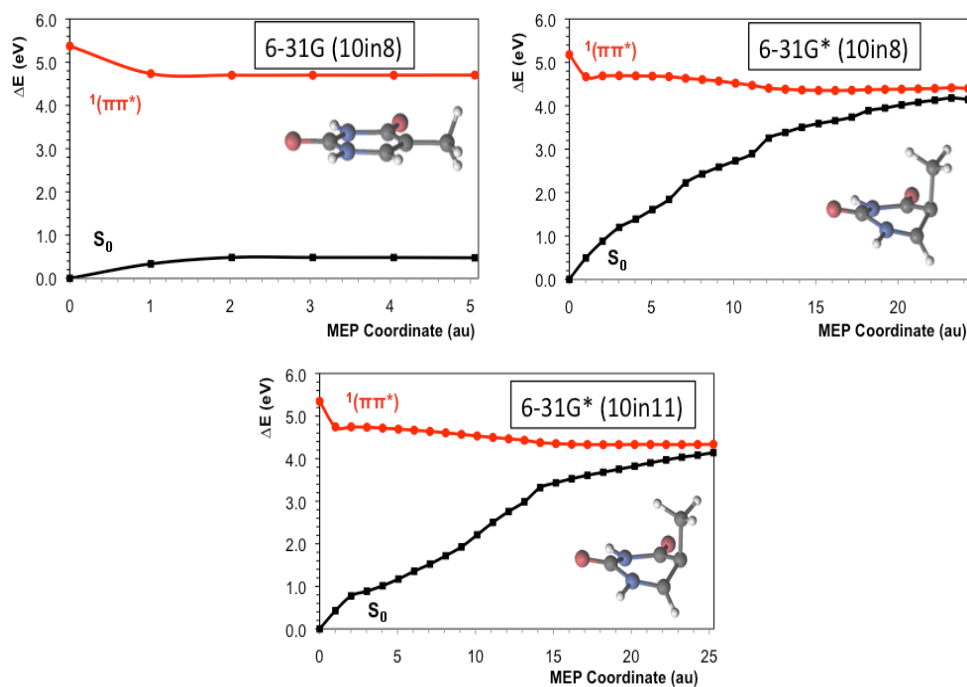 6-31G (10in8)
ΔE (eV)
6.0
5.0
4.0
3.0
2.0
1.0
0.0
¹(ππ*)
S₀
0 1 2 3 4 5
MEP Coordinate (au)
6-31G* (10in8)
ΔE (eV)
6.0
5.0
4.0
3.0
2.0
1.0
0.0
¹(ππ*)
S₀
0 5 10 15 20
MEP Coordinate (au)
6-31G* (10in11)
ΔE (eV)
6.0
5.0
4.0
3.0
2.0
1.0
0.0
¹(ππ*)
S₀
0 5 10 15 20 25
MEP Coordinate (au)